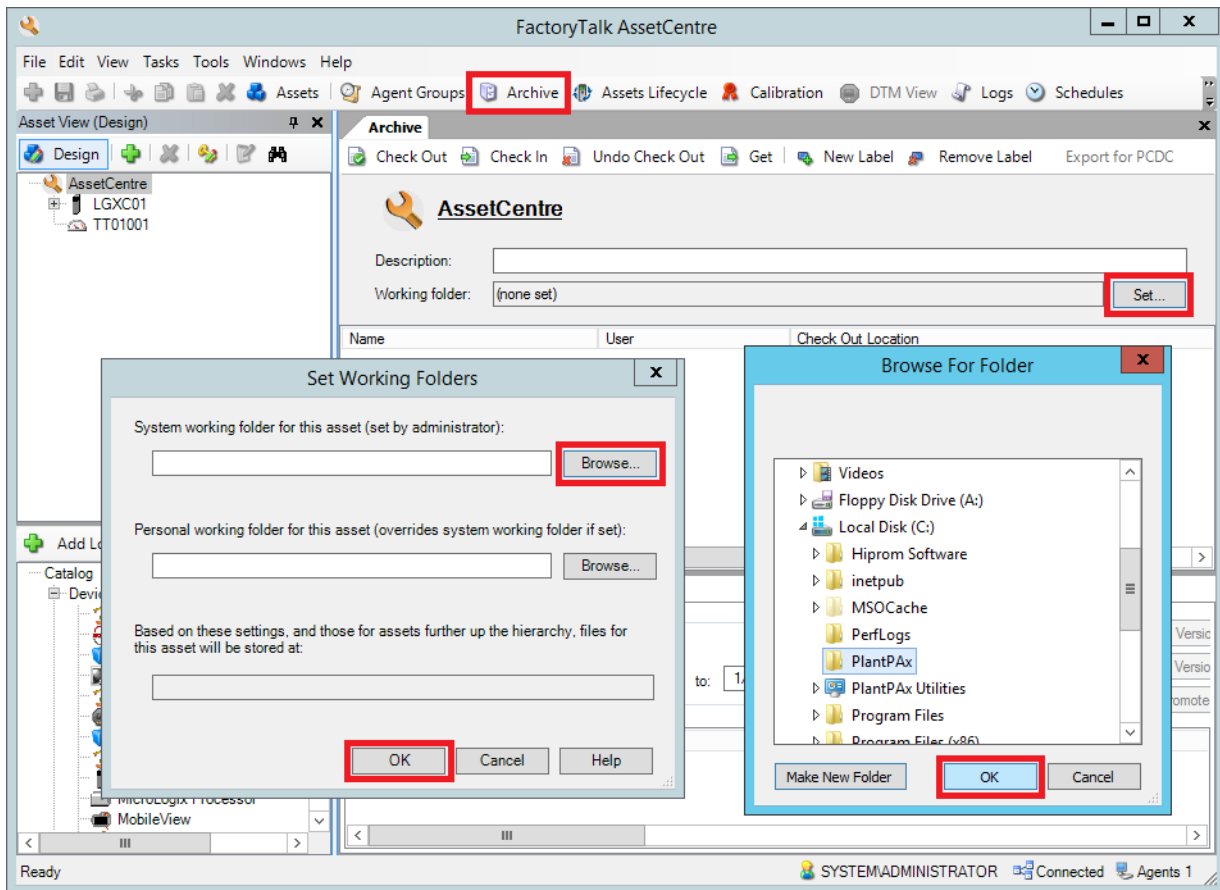 FactoryTalk AssetCentre
File Edit View Tasks Tools Windows Help
Assets Agent Groups Archive Assets Lifecycle Calibration DTM View Logs Schedules
Asset View (Design)
Design
AssetCentre
LGXC01
TT01001
Archive
Check Out Check In Undo Check Out Get New Label Remove Label Export for PCDC
AssetCentre
Description:
Working folder: (none set) Set...
Name User Check Out Location
Set Working Folders
System working folder for this asset (set by administrator):
Browse...
Personal working folder for this asset (overrides system working folder if set):
Browse...
Based on these settings, and those for assets further up the hierarchy, files for
this asset will be stored at:
OK Cancel Help
Browse For Folder
Videos
Floppy Disk Drive (A:)
Local Disk (C:)
Hiprom Software
inetpub
MSOCache
PerfLogs
PlantPAx
PlantPAx Utilities
Program Files
Program Files (x86)
Make New Folder OK Cancel
Add
Catalog
to:
MicroLogix Processor
MobileView
Ready
SYSTEM\ADMINISTRATOR Connected Agents 1